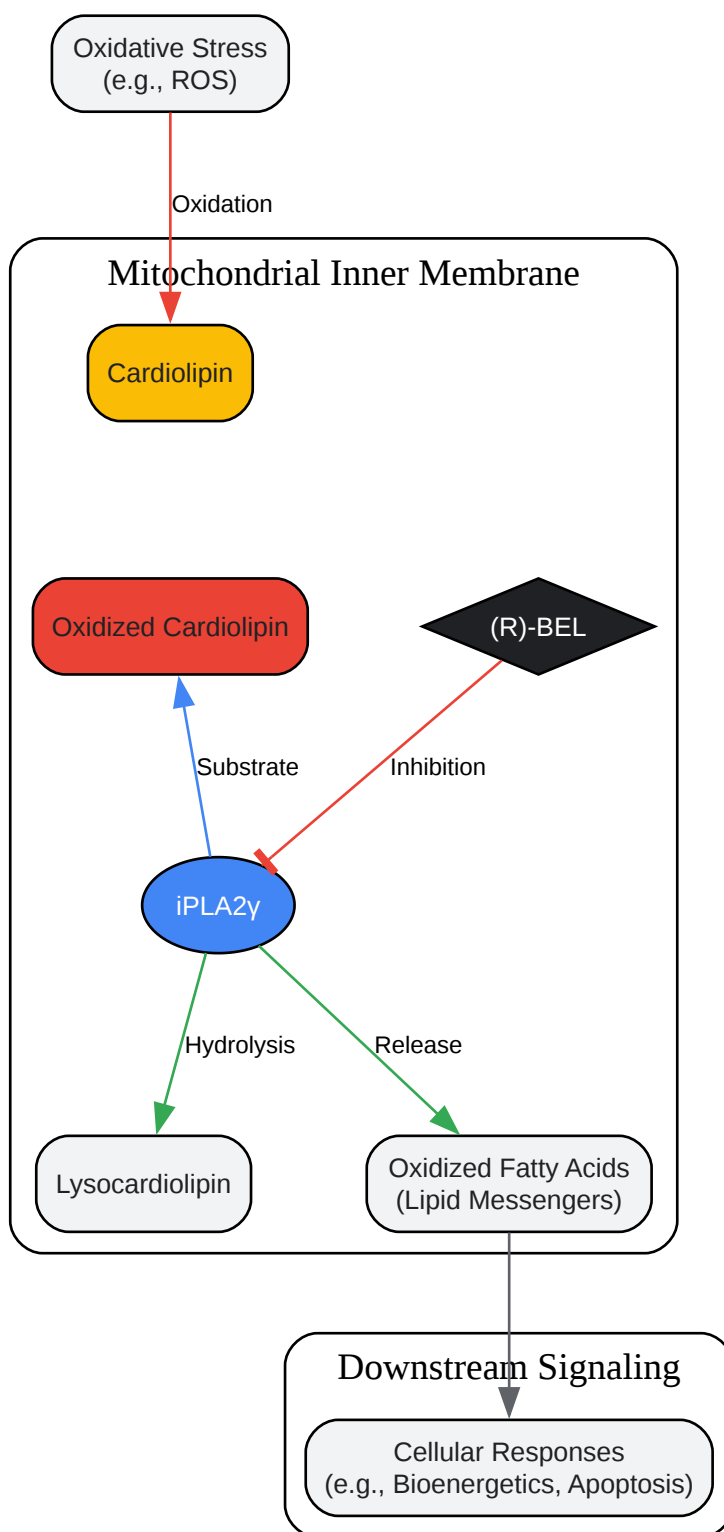 Oxidative Stress
(e.g., ROS)
Oxidation
Mitochondrial Inner Membrane
Cardiolipin
Oxidized Cardiolipin
(R)-BEL
Substrate
Inhibition
iPLA2γ
Hydrolysis
Release
Lysocardiolipin
Oxidized Fatty Acids
(Lipid Messengers)
Downstream Signaling
Cellular Responses
(e.g., Bioenergetics, Apoptosis)